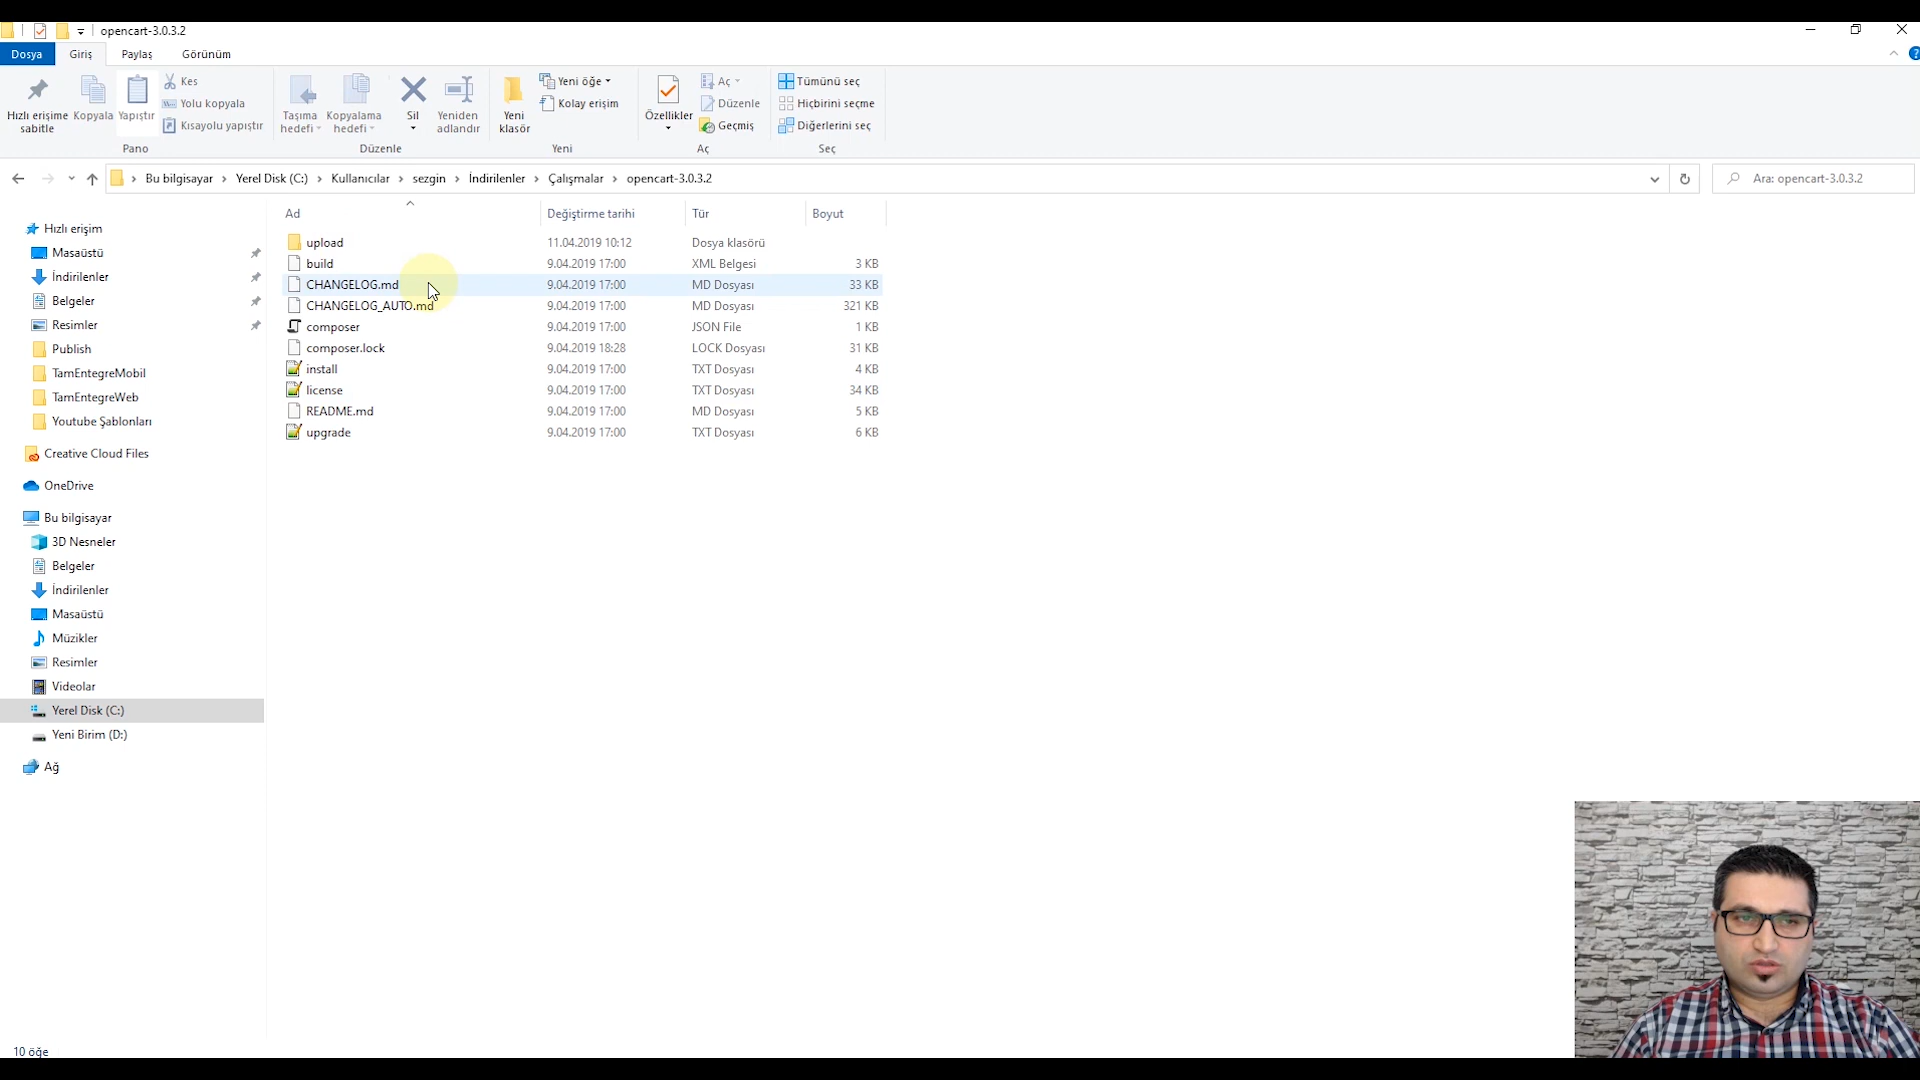 opencart-3.0.3.2
Dosya Giriş Paylaş Görünüm
Hızlı erişime sabitle
Kopyala
Yapıştır
Kes
Yolu kopyala
Kısayolu yapıştır
Pano
Taşıma hedefi
Kopyalama hedefi
Sil
Yeniden adlandır
Düzenle
Yeni klasör
Yeni öğe
Kolay erişim
Yeni
Özellikler
Aç
Düzenle
Geçmiş
Aç
Tümünü seç
Hiçbirini seçme
Diğerlerini seç
Seç
Bu bilgisayar › Yerel Disk (C:) › Kullanıcılar › sezgin › İndirilenler › Çalışmalar › opencart-3.0.3.2
Ara: opencart-3.0.3.2
Hızlı erişim
Masaüstü
İndirilenler
Belgeler
Resimler
Publish
TamEntegreMobil
TamEntegreWeb
Youtube Şablonları
Creative Cloud Files
OneDrive
Bu bilgisayar
3D Nesneler
Belgeler
İndirilenler
Masaüstü
Müzikler
Resimler
Videolar
Yerel Disk (C:)
Yeni Birim (D:)
Ağ
Ad Değiştirme tarihi Tür Boyut
upload 11.04.2019 10:12 Dosya klasörü
build 9.04.2019 17:00 XML Belgesi 3 KB
CHANGELOG.md 9.04.2019 17:00 MD Dosyası 33 KB
CHANGELOG_AUTO.md 9.04.2019 17:00 MD Dosyası 321 KB
composer 9.04.2019 17:00 JSON File 1 KB
composer.lock 9.04.2019 18:28 LOCK Dosyası 31 KB
install 9.04.2019 17:00 TXT Dosyası 4 KB
license 9.04.2019 17:00 TXT Dosyası 34 KB
README.md 9.04.2019 17:00 MD Dosyası 5 KB
upgrade 9.04.2019 17:00 TXT Dosyası 6 KB
10 öğe